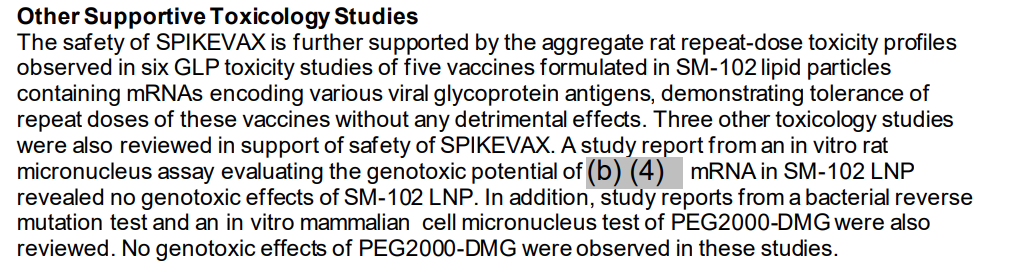 Other Supportive Toxicology Studies
The safety of SPIKEVAX is further supported by the aggregate rat repeat-dose toxicity profiles
observed in six GLP toxicity studies of five vaccines formulated in SM-102 lipid particles
containing mRNAs encoding various viral glycoprotein antigens, demonstrating tolerance of
repeat doses of these vaccines without any detrimental effects. Three other toxicology studies
were also reviewed in support of safety of SPIKEVAX. A study report from an in vitro rat
micronucleus assay evaluating the genotoxic potential of (b) (4) mRNA in SM-102 LNP
revealed no genotoxic effects of SM-102 LNP. In addition, study reports from a bacterial reverse
mutation test and an in vitro mammalian cell micronucleus test of PEG2000-DMG were also
reviewed. No genotoxic effects of PEG2000-DMG were observed in these studies.